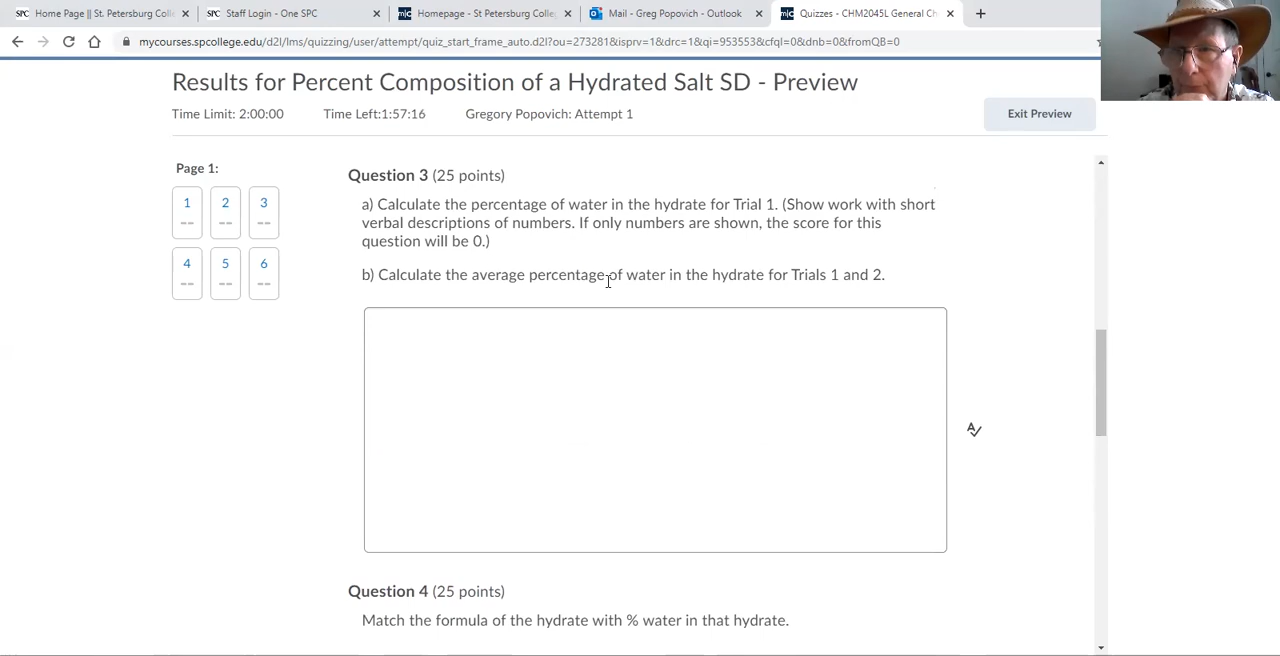 SPC Home Page || St. Petersburg Colle
SPC Staff Login - One SPC
Homepage - St Petersburg Colle
Mail - Greg Popovich - Outlook
Quizzes - CHM2045L General Ch
mycourses.spcollege.edu/d2l/lms/quizzing/user/attempt/quiz_start_frame_auto.d2l?ou=273281&isprv=1&drc=1&qi=953553&cfql=0&dnb=0&fromQB=0
Results for Percent Composition of a Hydrated Salt SD - Preview
Time Limit: 2:00:00 Time Left:1:57:16 Gregory Popovich: Attempt 1
Exit Preview
Page 1:
1 2 3
-- -- --
4 5 6
-- -- --
Question 3 (25 points)
a) Calculate the percentage of water in the hydrate for Trial 1. (Show work with short
verbal descriptions of numbers. If only numbers are shown, the score for this
question will be 0.)
b) Calculate the average percentage of water in the hydrate for Trials 1 and 2.
Question 4 (25 points)
Match the formula of the hydrate with % water in that hydrate.